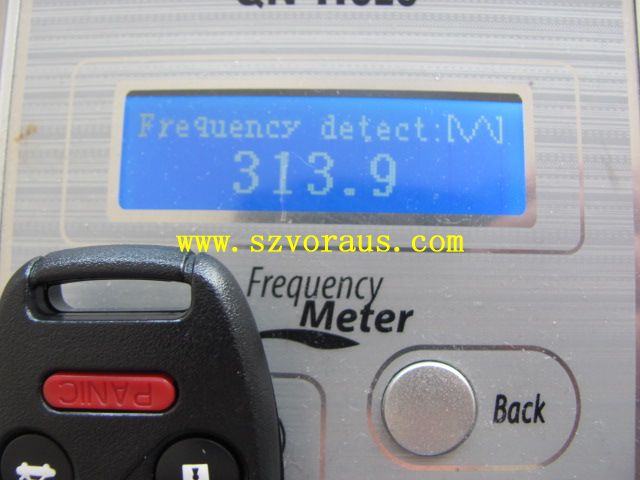 Frequency detect:
313.9
www.szvoraus.com
Frequency
Meter
Back
PANIC